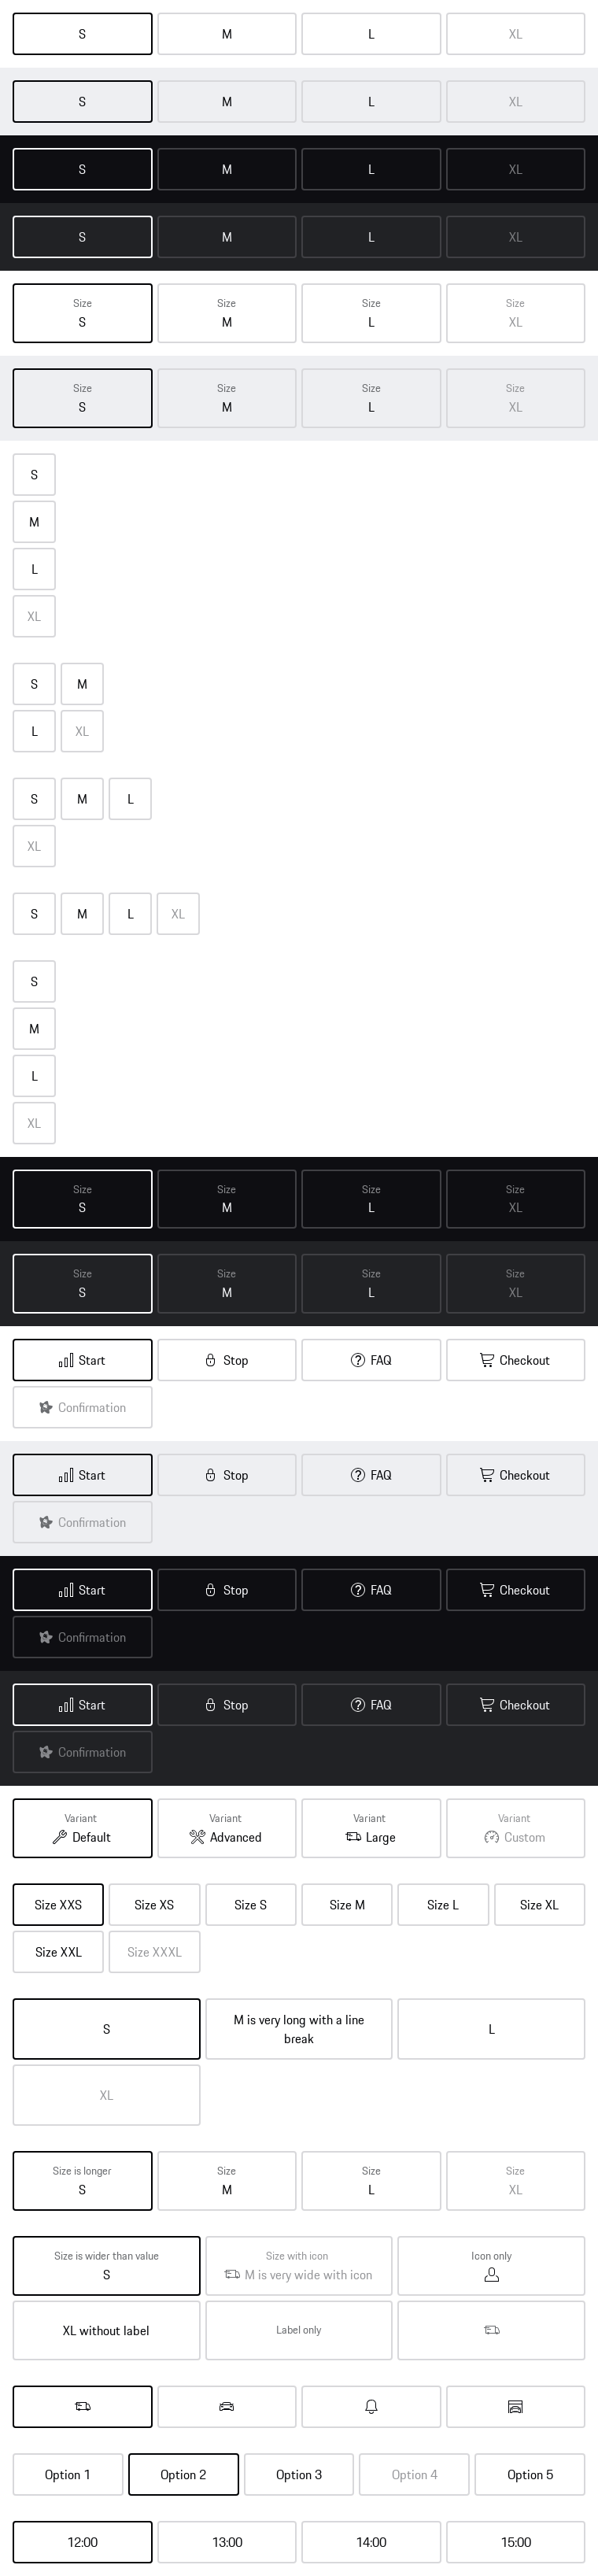 S M L XL
S M L XL
S M L XL
S M L XL
Size Size Size Size
S M L XL
Size Size Size Size
S M L XL
S
M
L
XL
S M
L XL
S M L
XL
S M L XL
S
M
L
XL
Size Size Size Size
S M L XL
Size Size Size Size
S M L XL
Start Stop FAQ Checkout
Confirmation
Start Stop FAQ Checkout
Confirmation
Start Stop FAQ Checkout
Confirmation
Start Stop FAQ Checkout
Confirmation
Variant Variant Variant Variant
Default Advanced Large Custom
Size XXS Size XS Size S Size M Size L Size XL
Size XXL Size XXXL
S M is very long with a line L
break
XL
Size is longer Size Size Size
S M L XL
Size is wider than value Size with icon Icon only
S M is very wide with icon
XL without label Label only
Option 1 Option 2 Option 3 Option 4 Option 5
12:00 13:00 14:00 15:00